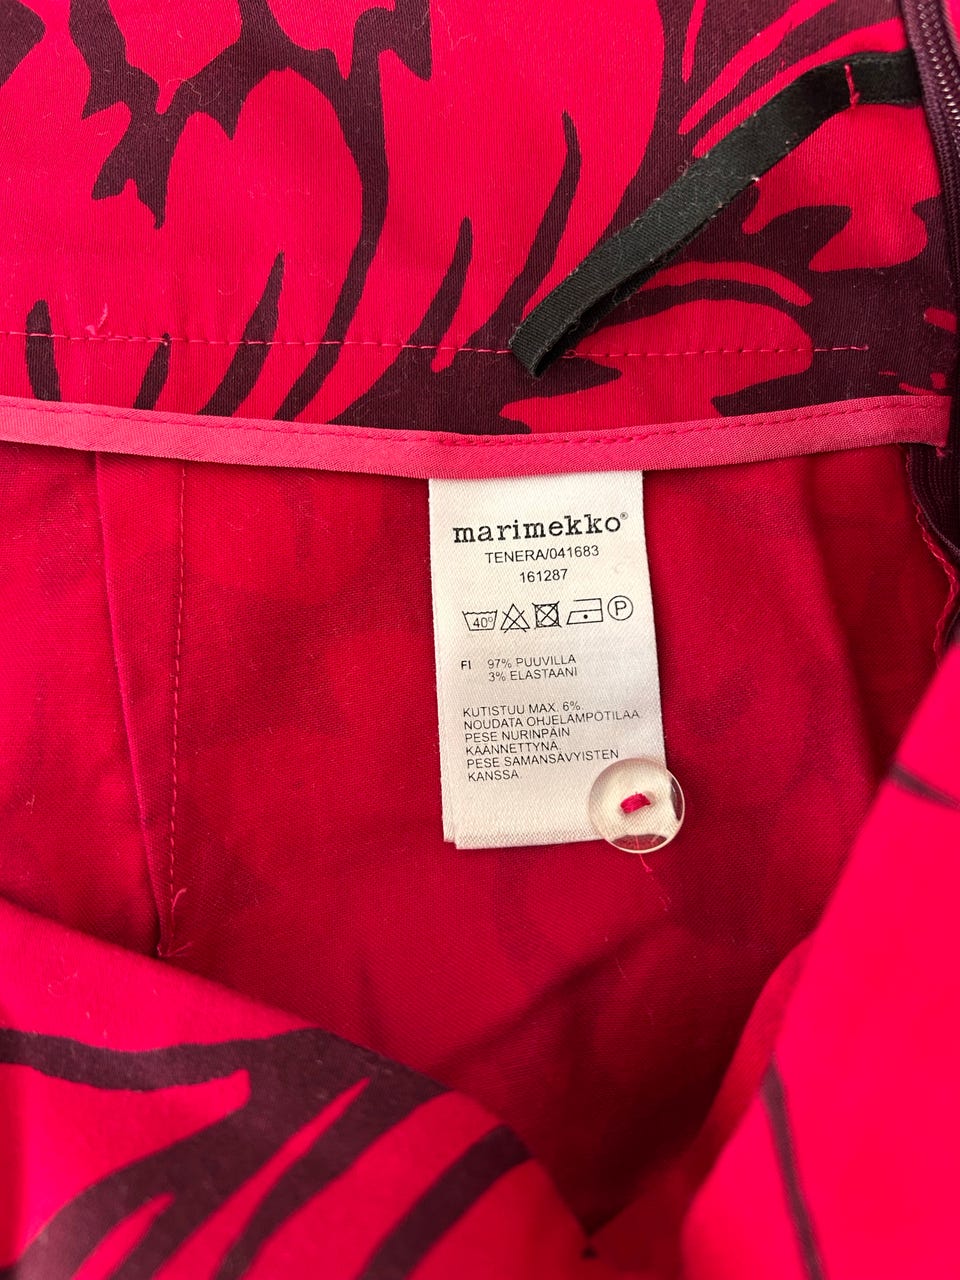 marimekko®
TENERA/041683
161287
40°
P
FI 97% PUUVILLA
3% ELASTAANI
KUTISTUU MAX. 6%.
NOUDATA OHJELÄMPÖTILAA.
PESE NURINPÄIN
KÄÄNNETTYNÄ.
PESE SAMANSÄVYISTEN
KANSSA.